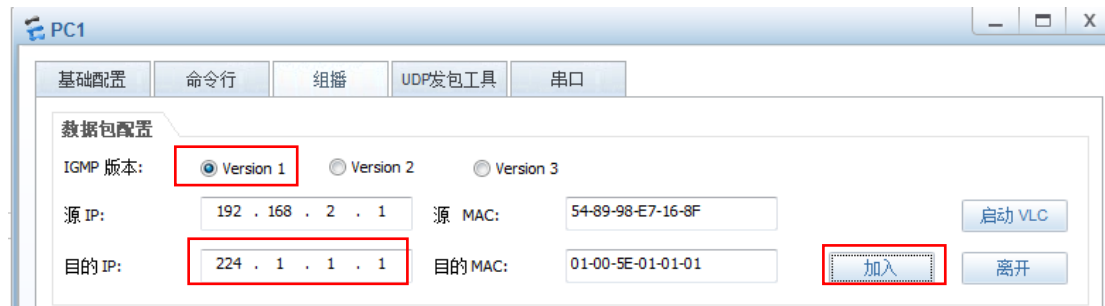 PC1
X
基础配置 命令行 组播 UDP发包工具 串口
数据包配置
IGMP 版本: Version 1 Version 2 Version 3
源 IP: 192 . 168 . 2 . 1 源 MAC: 54-89-98-E7-16-8F 启动 VLC
目的 IP: 224 . 1 . 1 . 1 目的 MAC: 01-00-5E-01-01-01 加入 离开